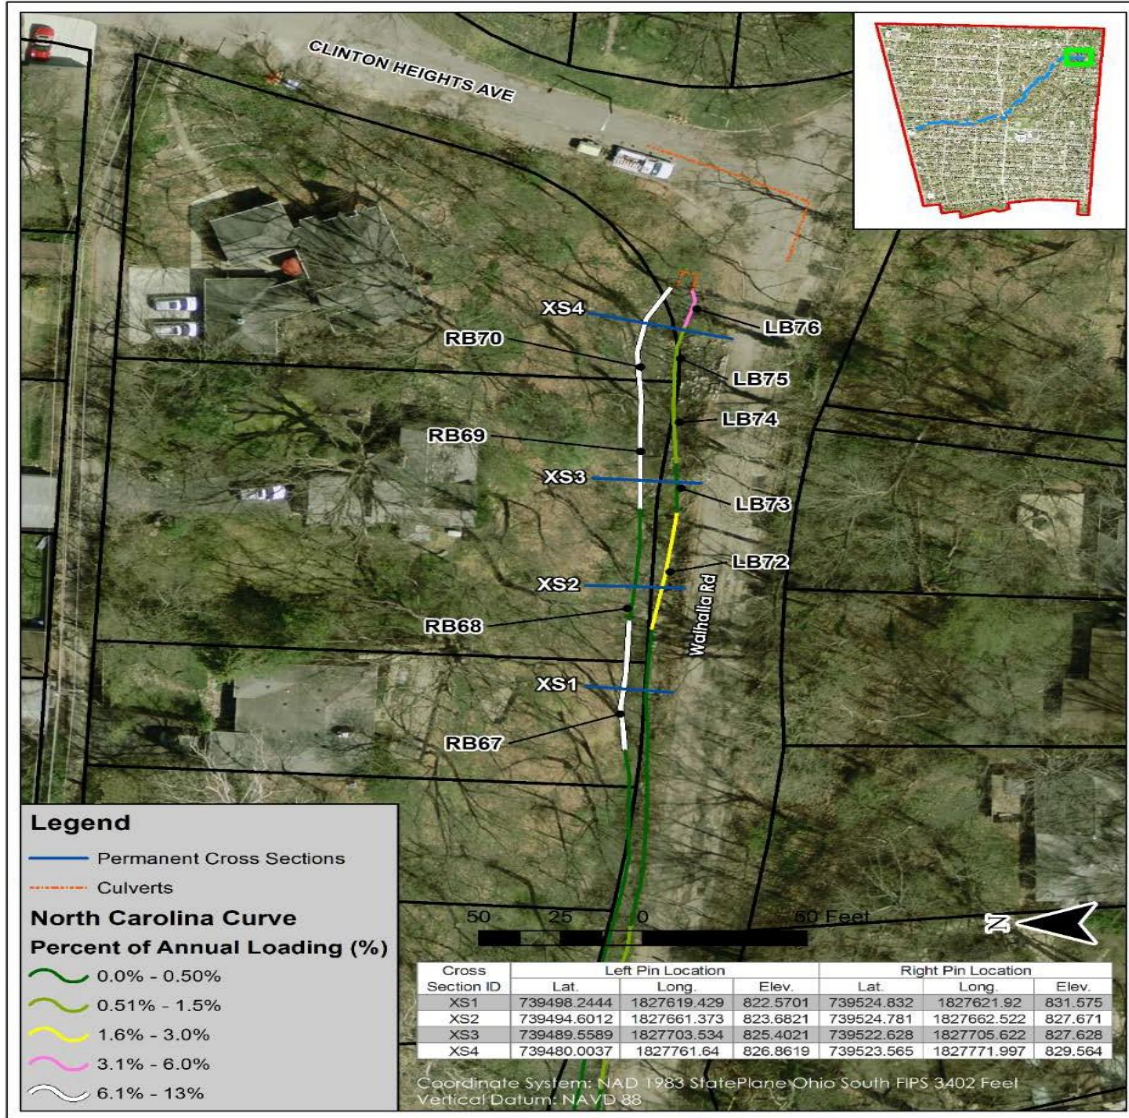 CLINTON HEIGHTS AVE
XS4
LB76
RB70
LB75
LB74
RB69
XS3
LB73
LB72
XS2
RB68
Walhalla Rd
XS1
RB67
Legend
Permanent Cross Sections
Culverts
North Carolina Curve
Percent of Annual Loading (%)
0.0% - 0.50%
0.51% - 1.5%
1.6% - 3.0%
3.1% - 6.0%
6.1% - 13%
50 25 0 50 Feet
N
Cross Section ID Left Pin Location Right Pin Location
Lat. Long. Elev. Lat. Long. Elev.
XS1 739498.2444 1827619.429 822.5701 739524.832 1827621.92 831.575
XS2 739494.6012 1827661.373 823.6821 739524.781 1827662.522 827.671
XS3 739489.5589 1827703.534 825.4021 739522.628 1827705.622 827.628
XS4 739480.0037 1827761.64 826.8619 739523.565 1827771.997 829.564
Coordinate System: NAD 1983 StatePlane Ohio South FIPS 3402 Feet
Vertical Datum: NAVD 88